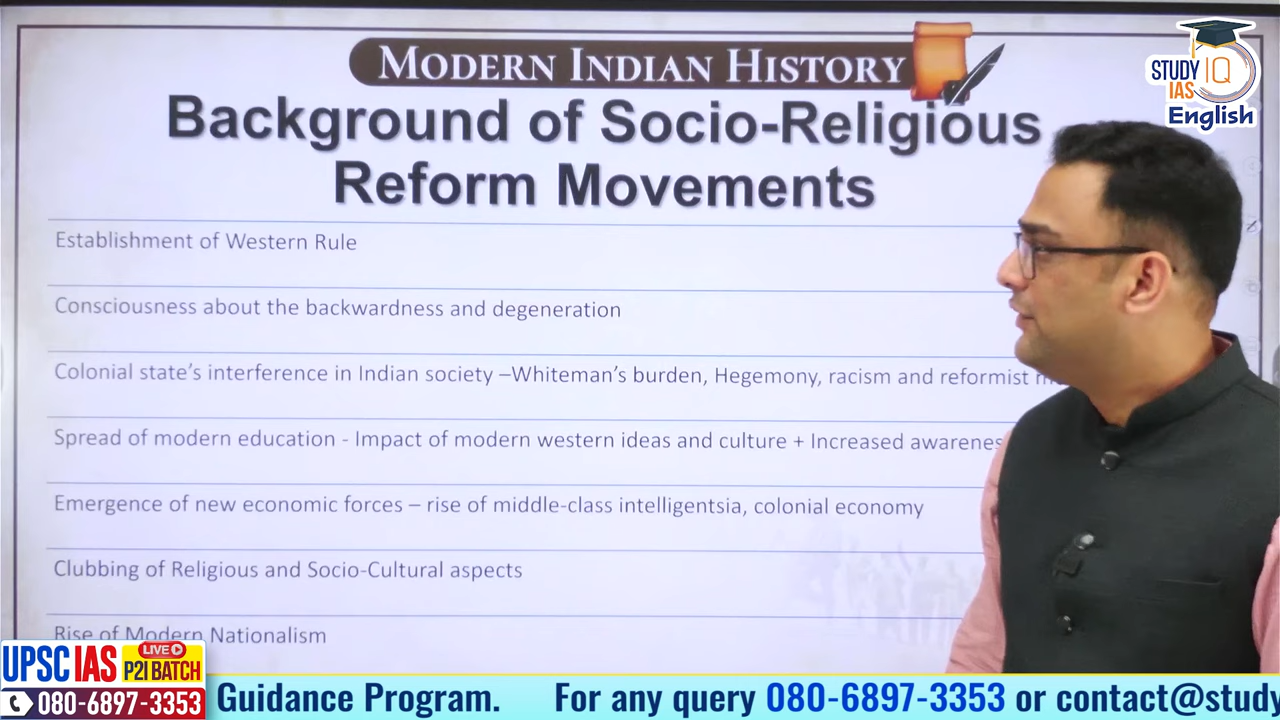 MODERN INDIAN HISTORY
STUDY IQ
IAS
English
Background of Socio-Religious
Reform Movements
Establishment of Western Rule
Consciousness about the backwardness and degeneration
Colonial state's interference in Indian society –Whiteman's burden, Hegemony, racism and reformist
Spread of modern education - Impact of modern western ideas and culture + Increased awarenes
Emergence of new economic forces – rise of middle-class intelligentsia, colonial economy
Clubbing of Religious and Socio-Cultural aspects
Rise of Modern Nationalism
UPSC IAS LIVE P2I BATCH
080-6897-3353
Guidance Program. For any query 080-6897-3353 or contact@study